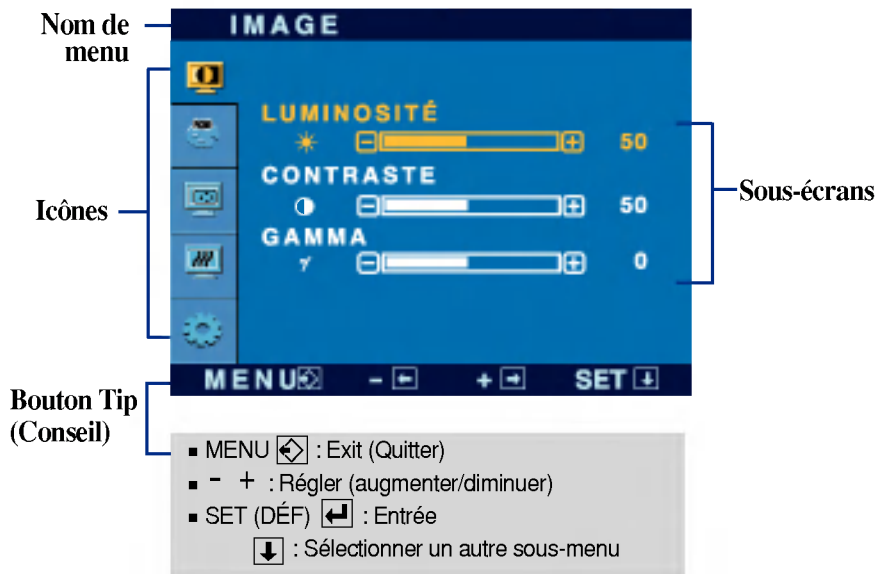 Nom de
menu
IMAGE
Icônes
LUMINOSITÉ
50
CONTRASTE
50
GAMMA
0
Sous-écrans
MENU - + SET
Bouton Tip
(Conseil)
MENU : Exit (Quitter)
- + : Régler (augmenter/diminuer)
SET (DÉF) : Entrée
: Sélectionner un autre sous-menu